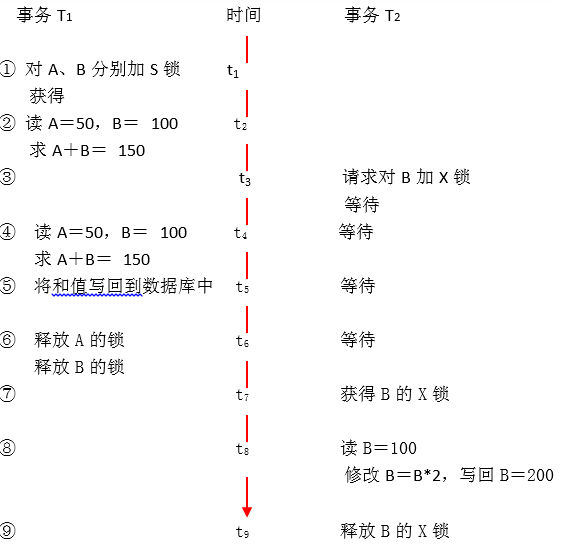 事务 T₁ 时间 事务 T₂
① 对 A、B 分别加 S 锁 t₁
获得
② 读 A＝50，B＝ 100 t₂
求 A＋B＝ 150
③ t₃ 请求对 B 加 X 锁
等待
④ 读 A＝50，B＝ 100 t₄ 等待
求 A＋B＝ 150
⑤ 将和值写回到数据库中 t₅ 等待
⑥ 释放 A 的锁 t₆ 等待
释放 B 的锁
⑦ t₇ 获得 B 的 X 锁
⑧ t₈ 读 B＝100
修改 B＝B*2，写回 B＝200
⑨ t₉ 释放 B 的 X 锁